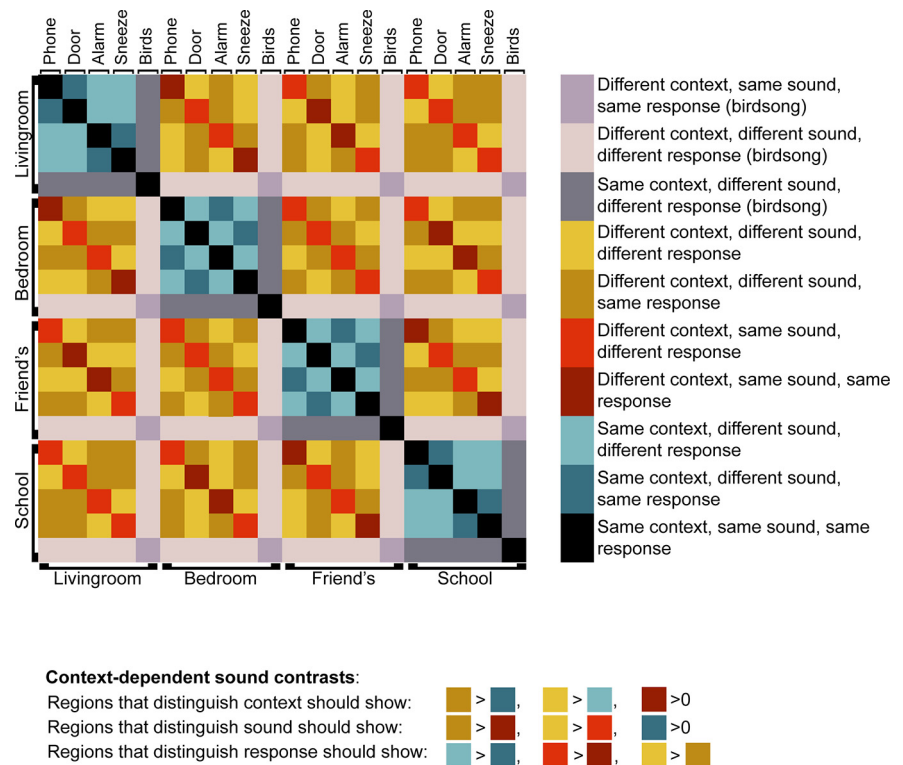 Phone Door Alarm Sneeze Birds Phone Door Alarm Sneeze Birds Phone Door Alarm Sneeze Birds Phone Door Alarm Sneeze Birds
Livingroom
Bedroom
Friend's
School
Livingroom Bedroom Friend's School
Different context, same sound,
same response (birdsong)
Different context, different sound,
different response (birdsong)
Same context, different sound,
different response (birdsong)
Different context, different sound,
different response
Different context, different sound,
same response
Different context, same sound,
different response
Different context, same sound, same
response
Same context, different sound,
different response
Same context, different sound,
same response
Same context, same sound, same
response
Context-dependent sound contrasts:
Regions that distinguish context should show: > , > , >0
Regions that distinguish sound should show: > , > , >0
Regions that distinguish response should show: > , > , >